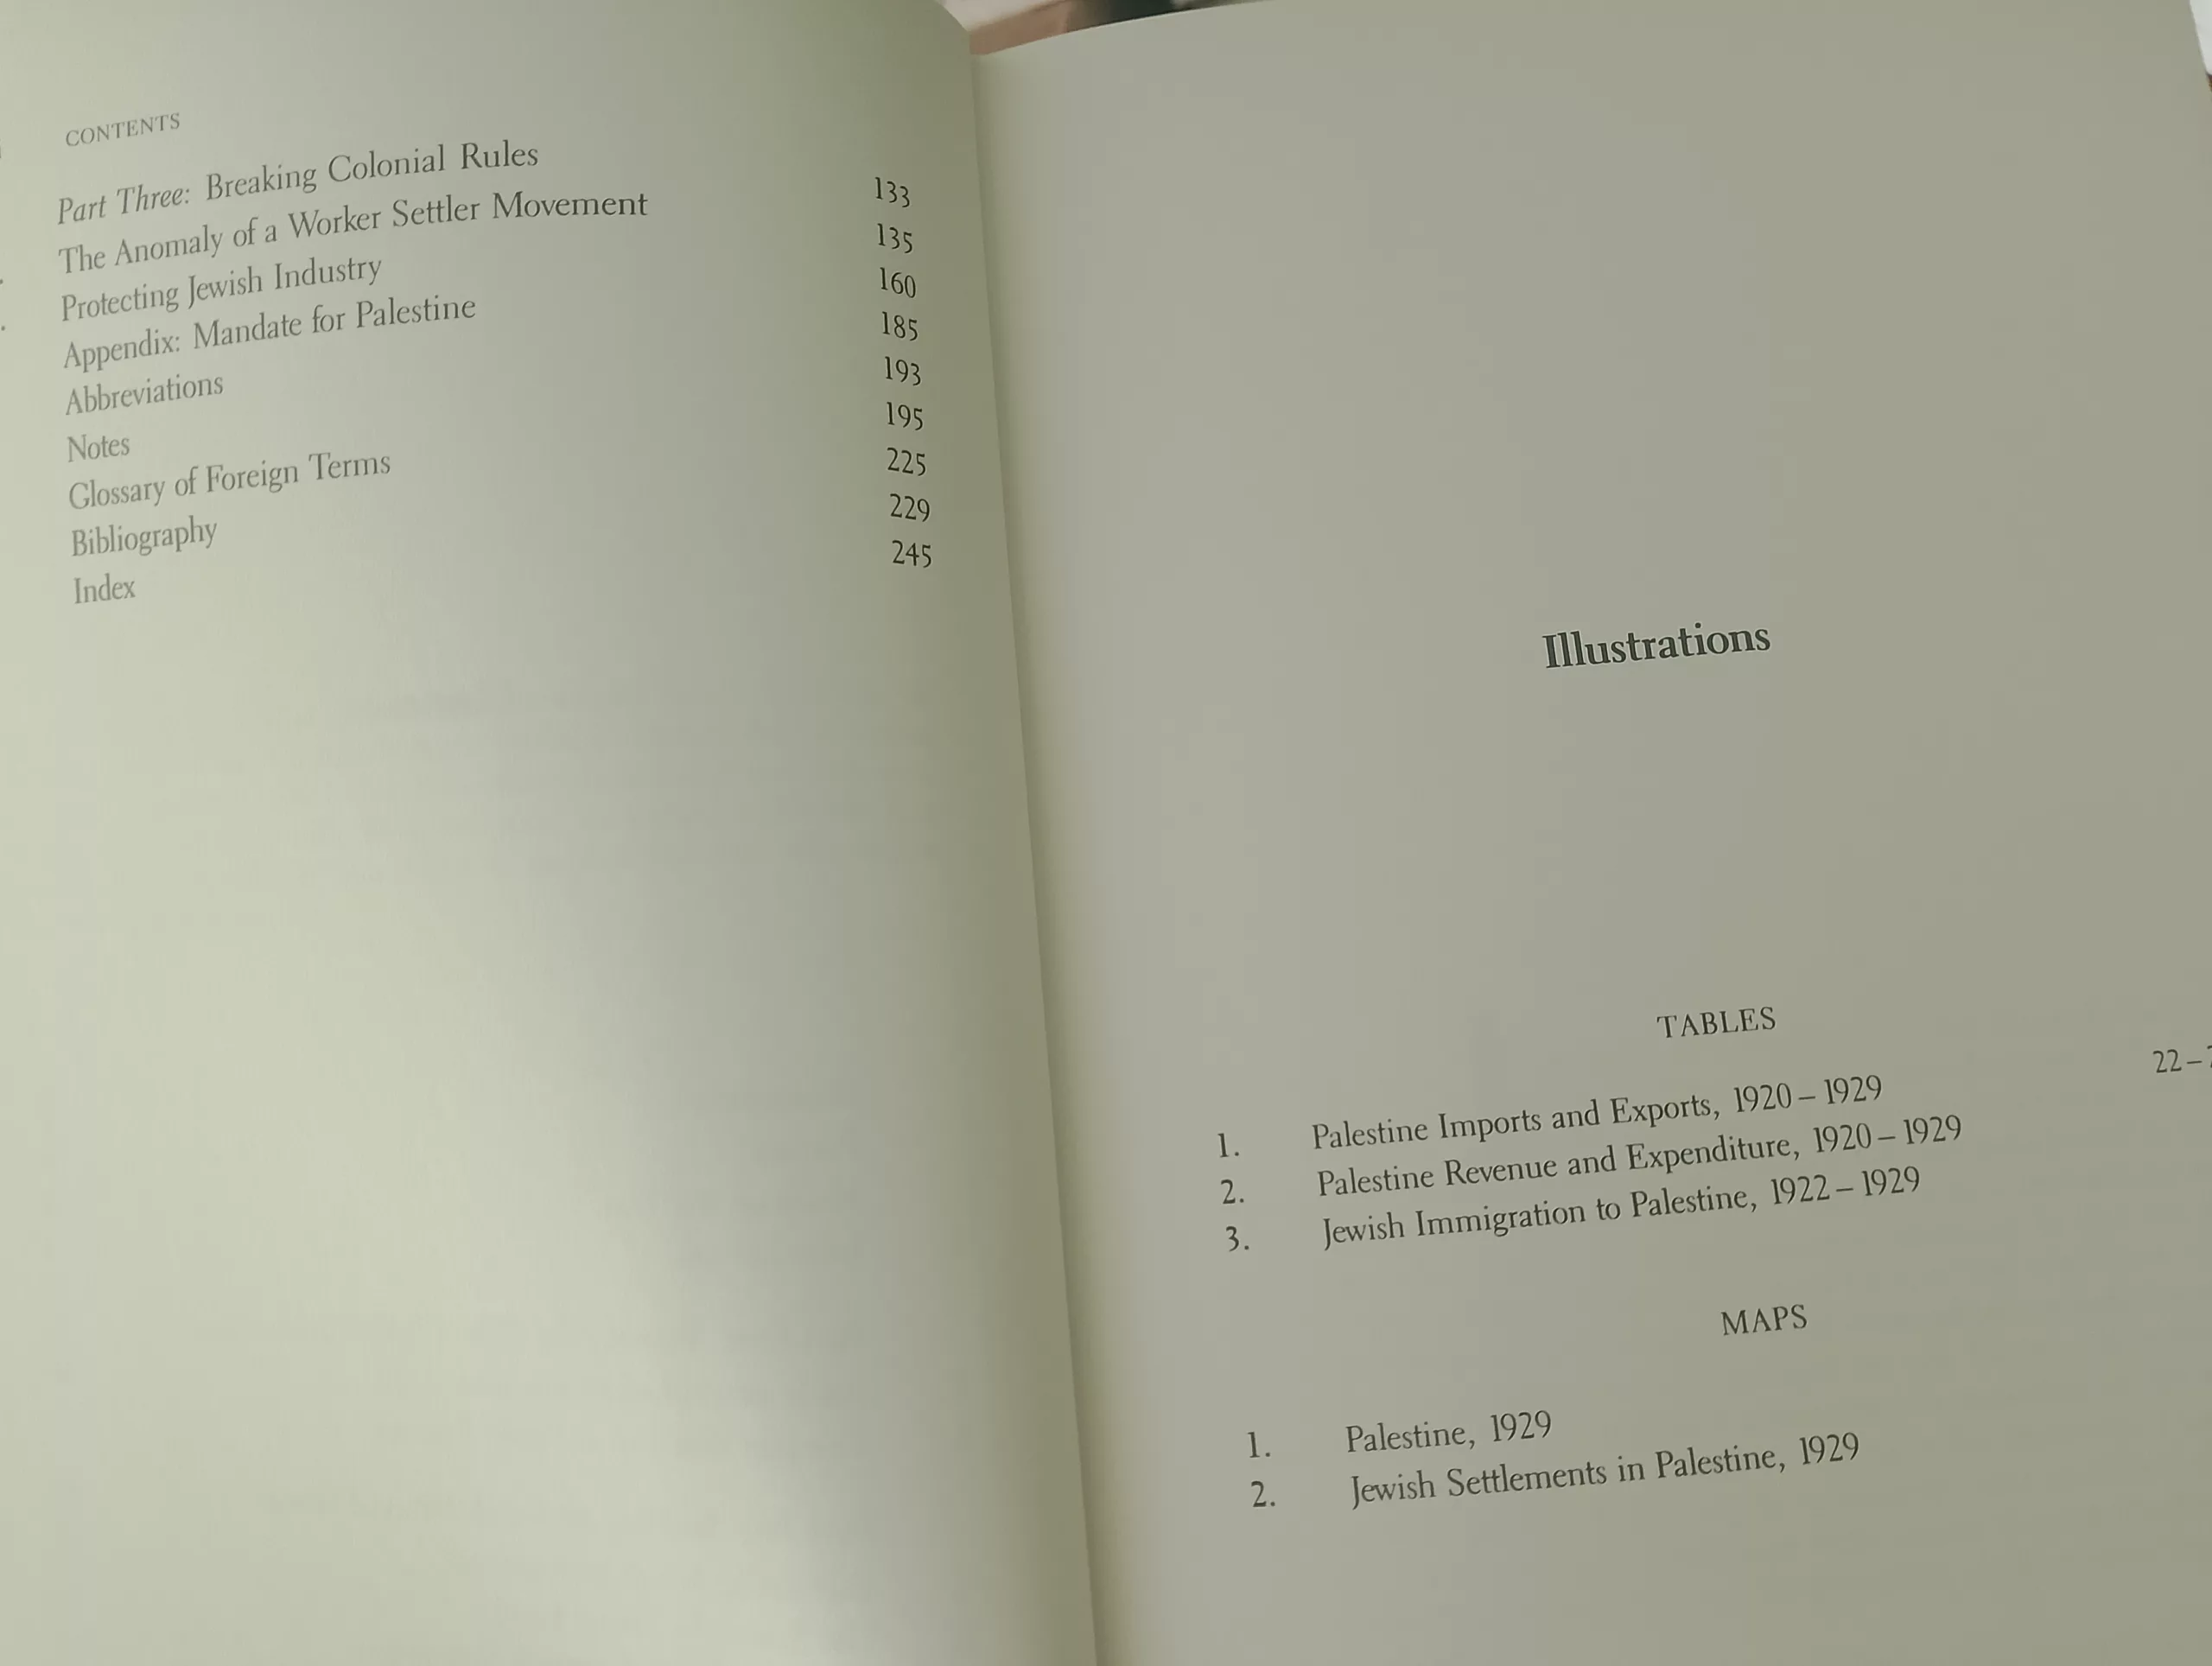 CONTENTS
Part Three: Breaking Colonial Rules 133
The Anomaly of a Worker Settler Movement 135
Protecting Jewish Industry 160
Appendix: Mandate for Palestine 185
Abbreviations 193
Notes 195
Glossary of Foreign Terms 225
Bibliography 229
Index 245
Illustrations
TABLES
1. Palestine Imports and Exports, 1920–1929 22–
2. Palestine Revenue and Expenditure, 1920–1929
3. Jewish Immigration to Palestine, 1922–1929
MAPS
1. Palestine, 1929
2. Jewish Settlements in Palestine, 1929